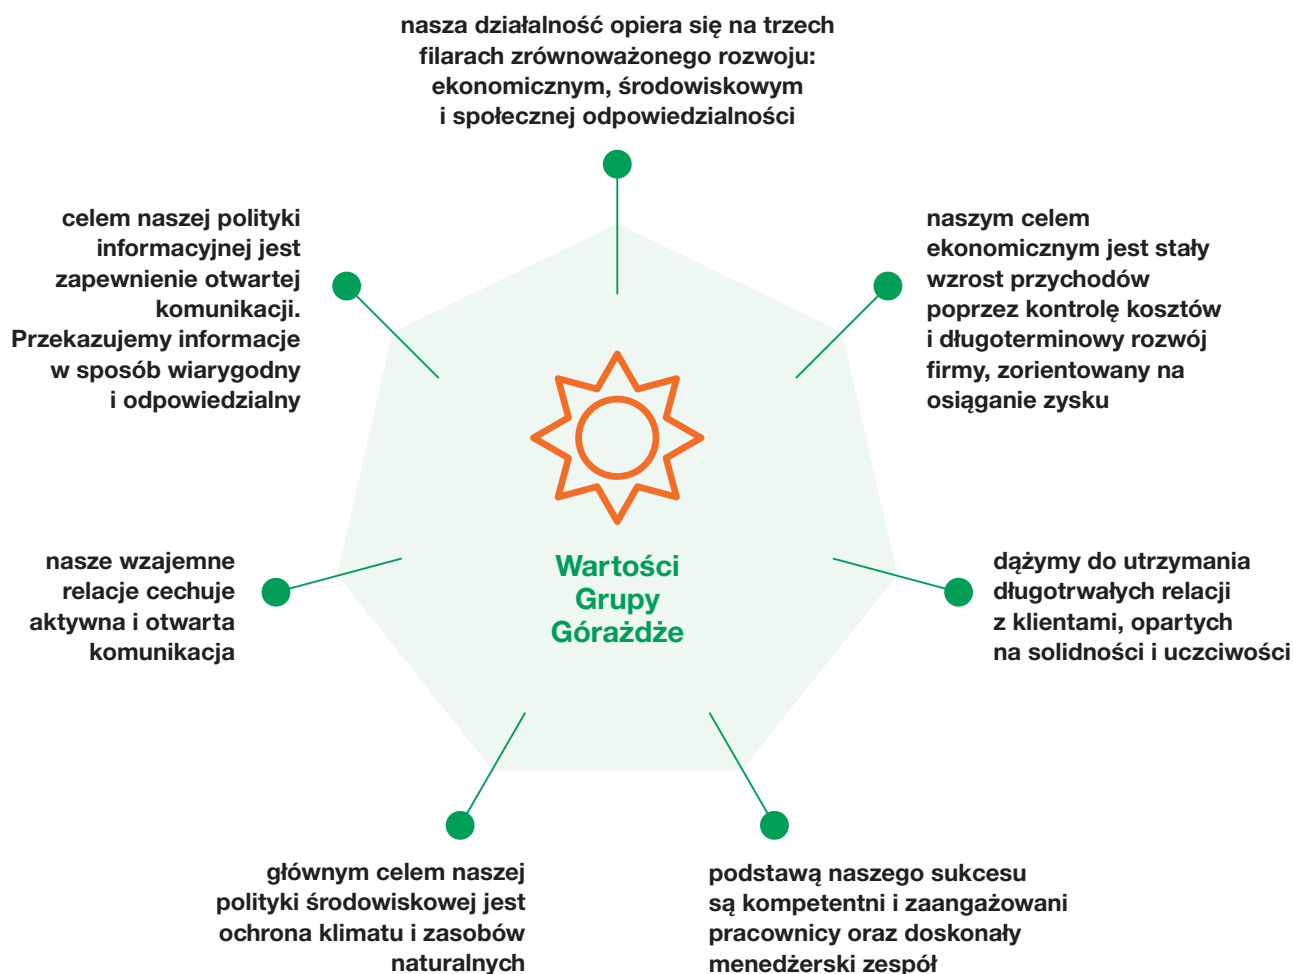 nasza działalność opiera się na trzech
filarach zrównoważonego rozwoju:
ekonomicznym, środowiskowym
i społecznej odpowiedzialności
celem naszej polityki
informacyjnej jest
zapewnienie otwartej
komunikacji.
Przekazujemy informacje
w sposób wiarygodny
i odpowiedzialny
naszym celem
ekonomicznym jest stały
wzrost przychodów
poprzez kontrolę kosztów
i długoterminowy rozwój
firmy, zorientowany na
osiąganie zysku
nasze wzajemne
relacje cechuje
aktywna i otwarta
komunikacja
Wartości
Grupy
Górażdże
dążymy do utrzymania
długotrwałych relacji
z klientami, opartych
na solidności i uczciwości
głównym celem naszej
polityki środowiskowej jest
ochrona klimatu i zasobów
naturalnych
podstawą naszego sukcesu
są kompetentni i zaangażowani
pracownicy oraz doskonały
menedżerski zespół